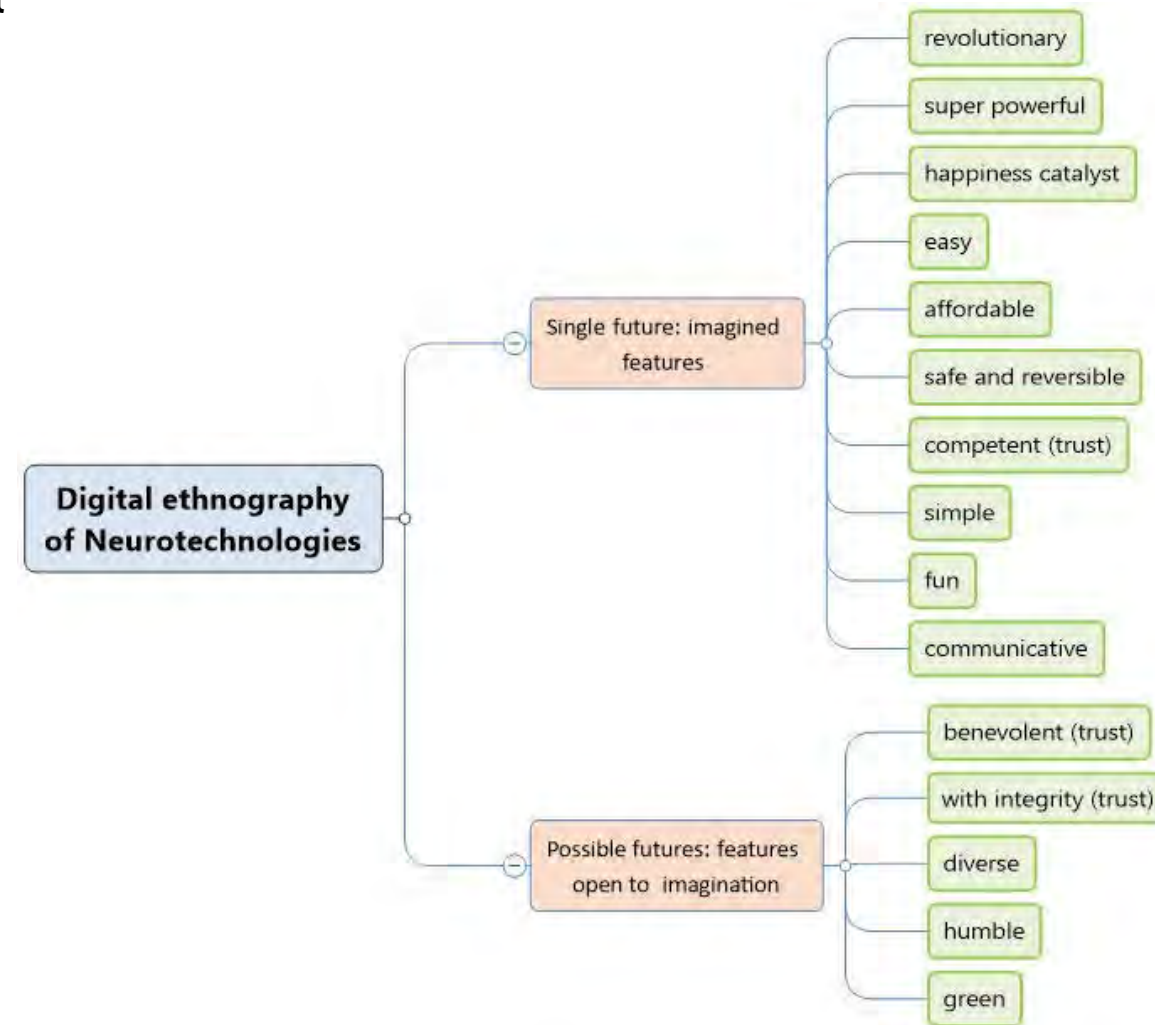 revolutionary
super powerful
happiness catalyst
easy
Single future: imagined
features
affordable
safe and reversible
competent (trust)
simple
Digital ethnography
of Neurotechnologies
fun
communicative
benevolent (trust)
with integrity (trust)
Possible futures: features
open to imagination
diverse
humble
green